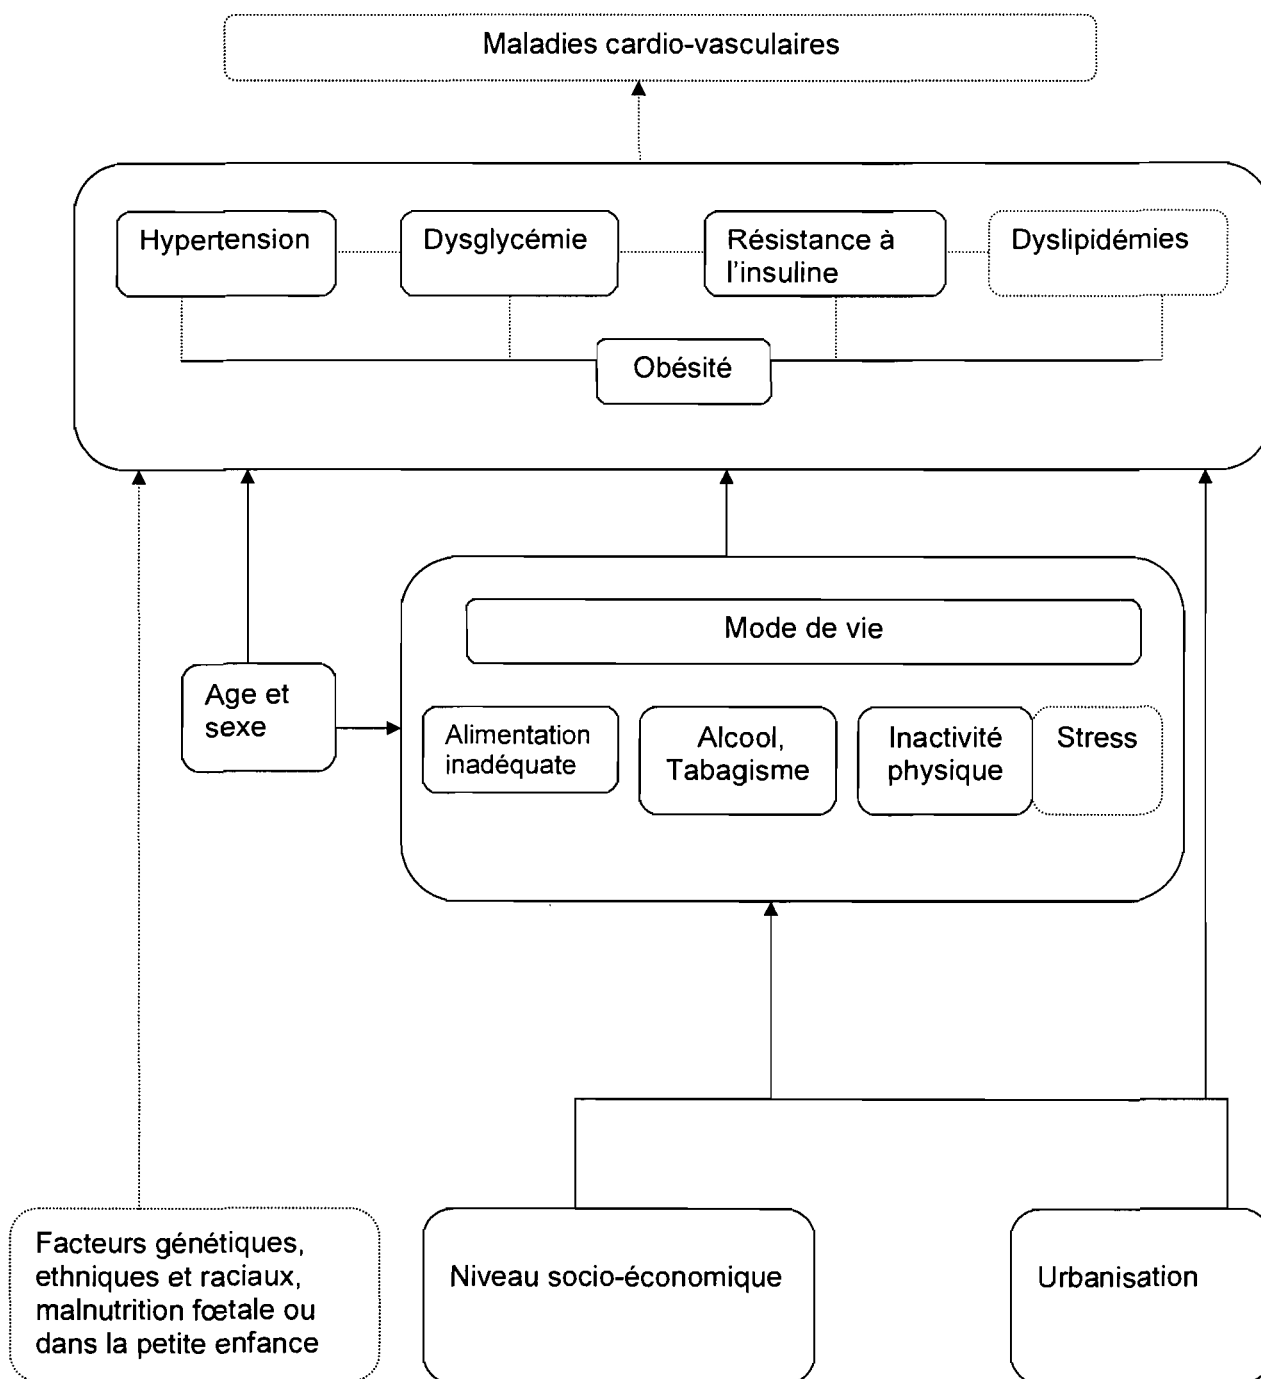 Maladies cardio-vasculaires
Hypertension
Dysglycémie
Résistance à
l'insuline
Dyslipidémies
Obésité
Mode de vie
Age et
sexe
Alimentation
inadéquate
Alcool,
Tabagisme
Inactivité
physique
Stress
Facteurs génétiques,
ethniques et raciaux,
malnutrition fœtale ou
dans la petite enfance
Niveau socio-économique
Urbanisation